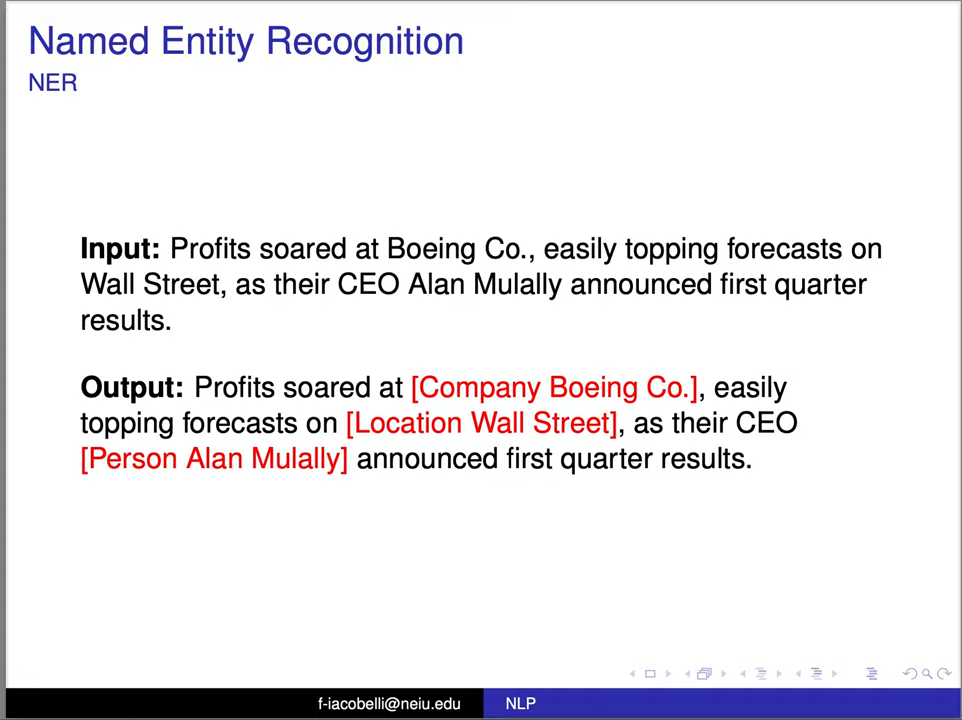 Named Entity Recognition
NER
Input: Profits soared at Boeing Co., easily topping forecasts on
Wall Street, as their CEO Alan Mulally announced first quarter
results.
Output: Profits soared at [Company Boeing Co.], easily
topping forecasts on [Location Wall Street], as their CEO
[Person Alan Mulally] announced first quarter results.
f-iacobelli@neiu.edu NLP